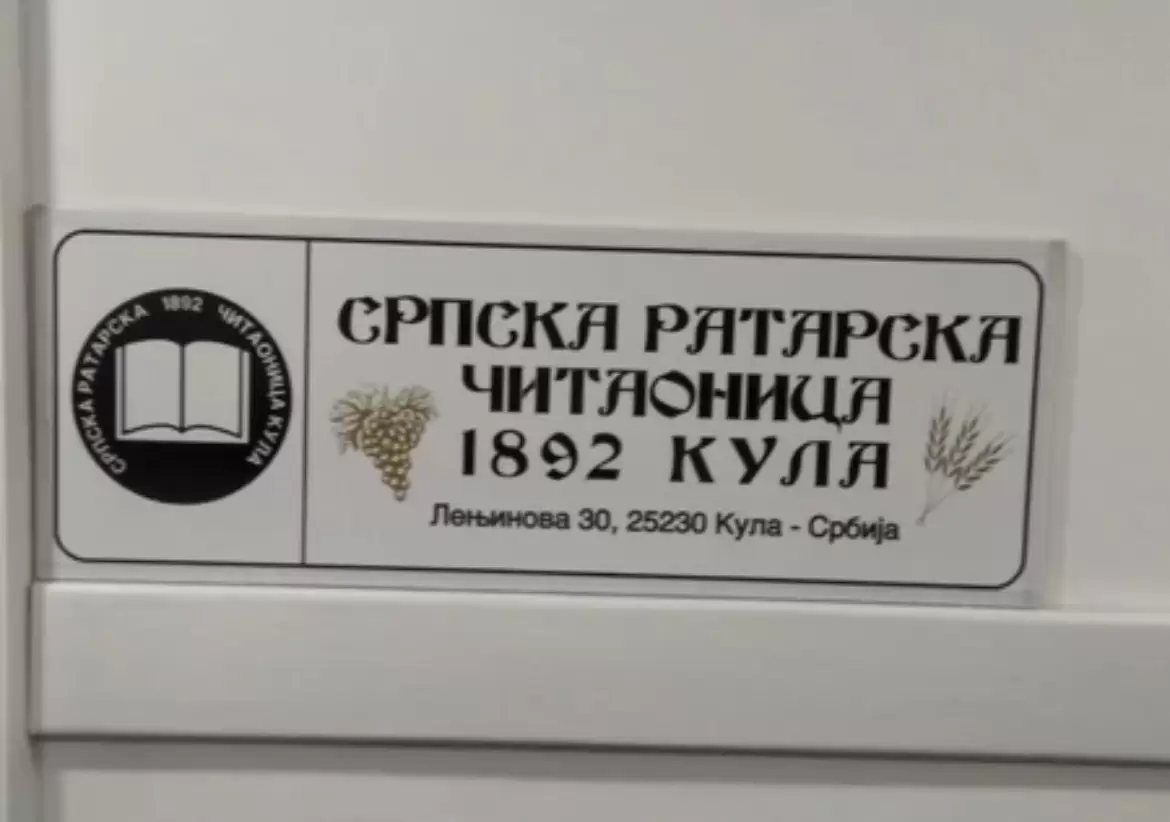 СРПСКА РАТАРСКА 1892 ЧИТАОНИЦА КУЛА
СРПСКА РАТАРСКА
ЧИТАОНИЦА
1892 КУЛА
Лењинова 30, 25230 Кула - Србија